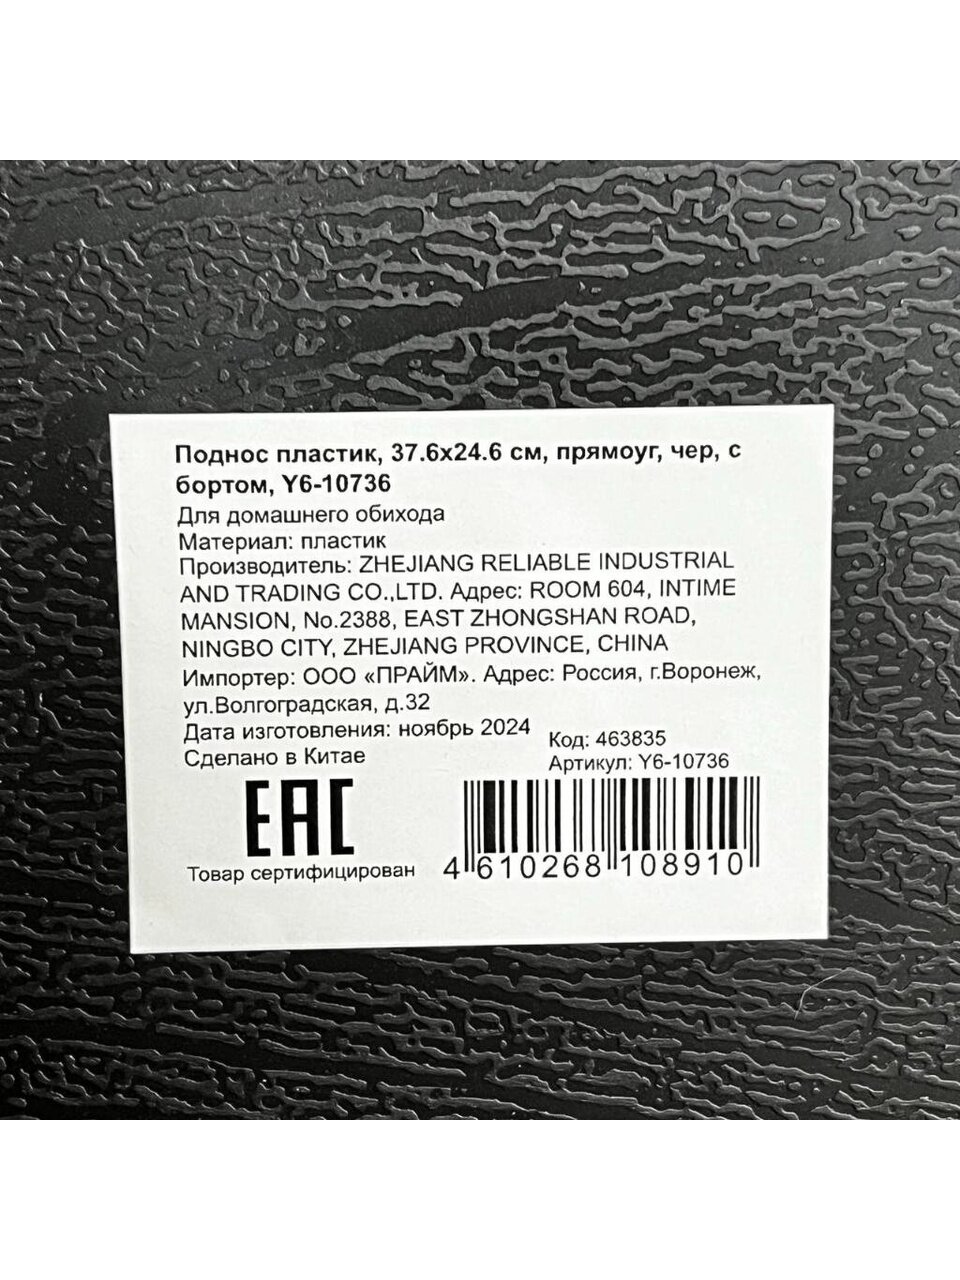 Поднос пластик, 37.6х24.6 см, прямоуг, чер, с
бортом, Y6-10736
Для домашнего обихода
Материал: пластик
Производитель: ZHEJIANG RELIABLE INDUSTRIAL
AND TRADING CO.,LTD. Адрес: ROOM 604, INTIME
MANSION, No.2388, EAST ZHONGSHAN ROAD,
NINGBO CITY, ZHEJIANG PROVINCE, CHINA
Импортер: ООО «ПРАЙМ». Адрес: Россия, г.Воронеж,
ул.Волгоградская, д.32
Дата изготовления: ноябрь 2024
Сделано в Китае
Код: 463835
Артикул: Y6-10736
EAC
Товар сертифицирован
4 610268 108910